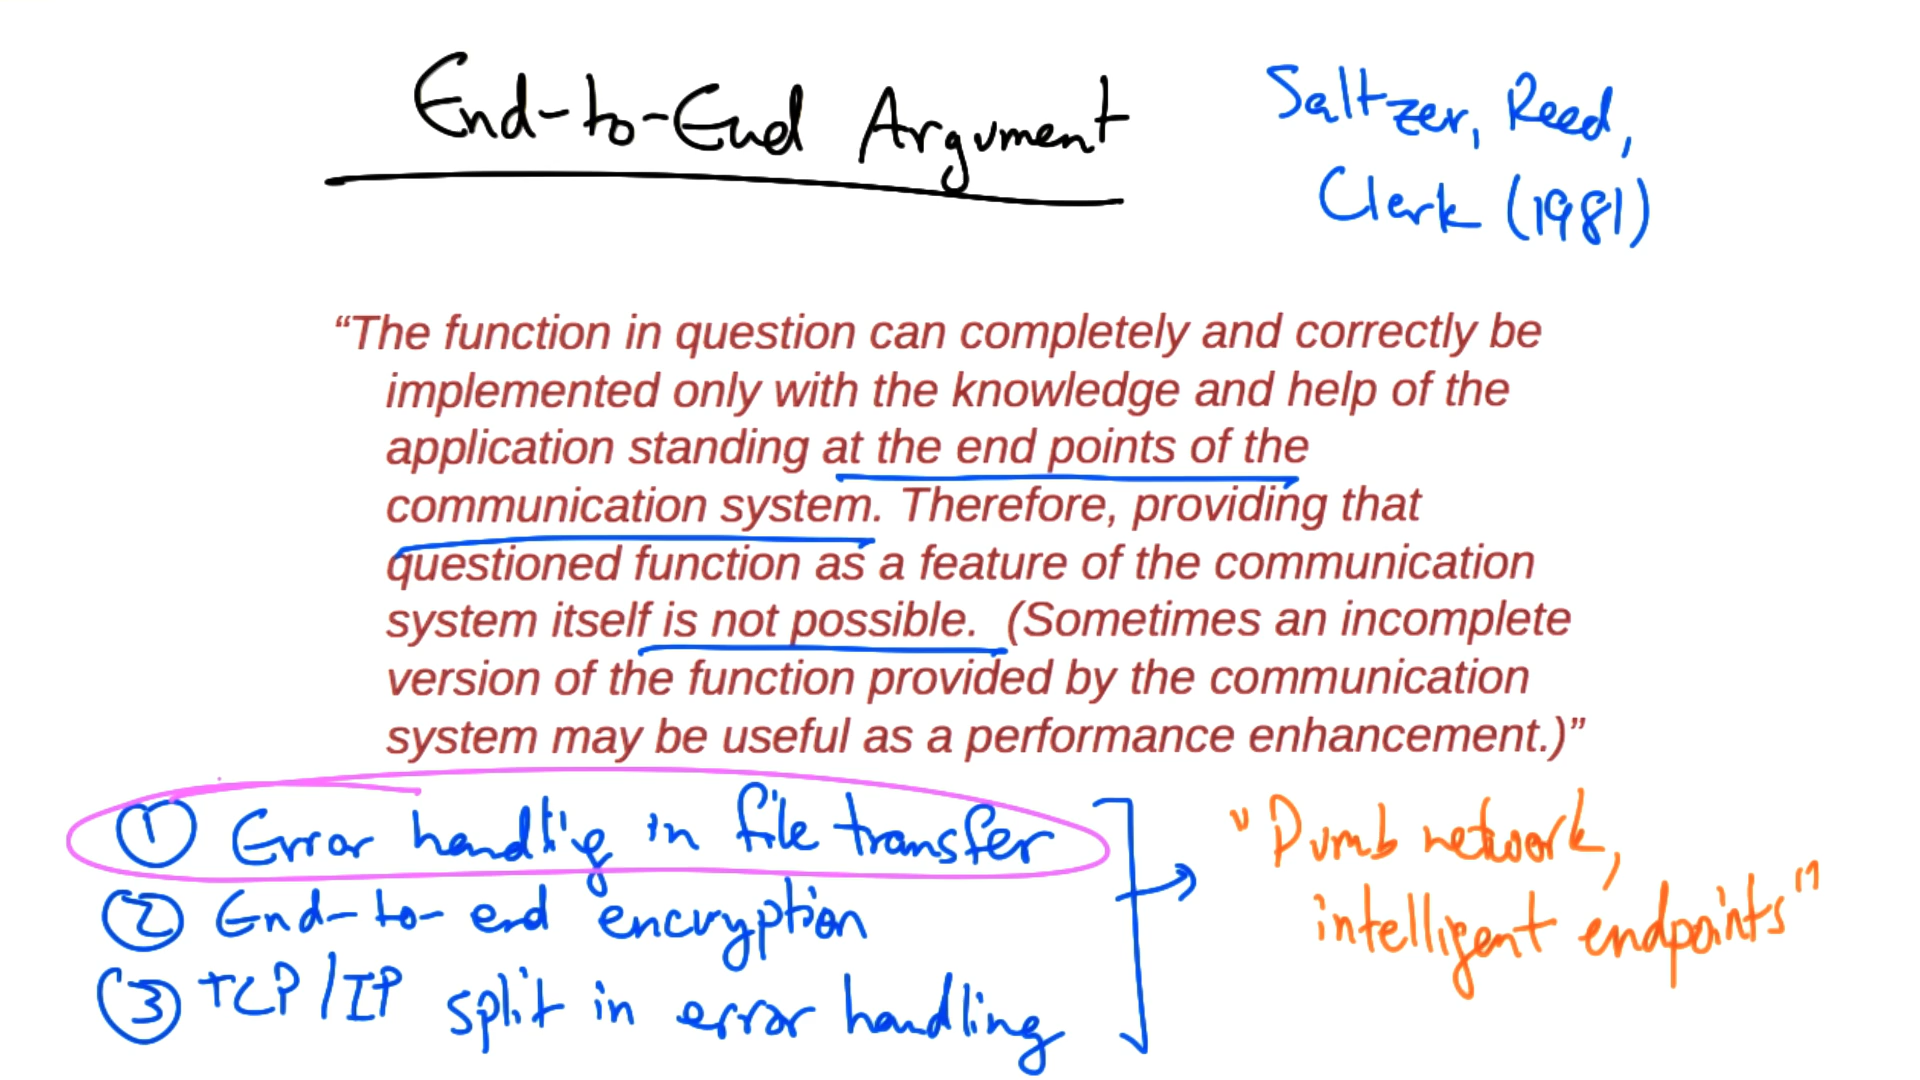 End-to-End Argument
Saltzer, Reed,
Clerk (1981)
“The function in question can completely and correctly be
implemented only with the knowledge and help of the
application standing at the end points of the
communication system. Therefore, providing that
questioned function as a feature of the communication
system itself is not possible. (Sometimes an incomplete
version of the function provided by the communication
system may be useful as a performance enhancement.)”
① Error handlig in file transfer
② End-to-end encryption
③ TCP/IP split in error handling
"Dumb network,
intelligent endpoints"